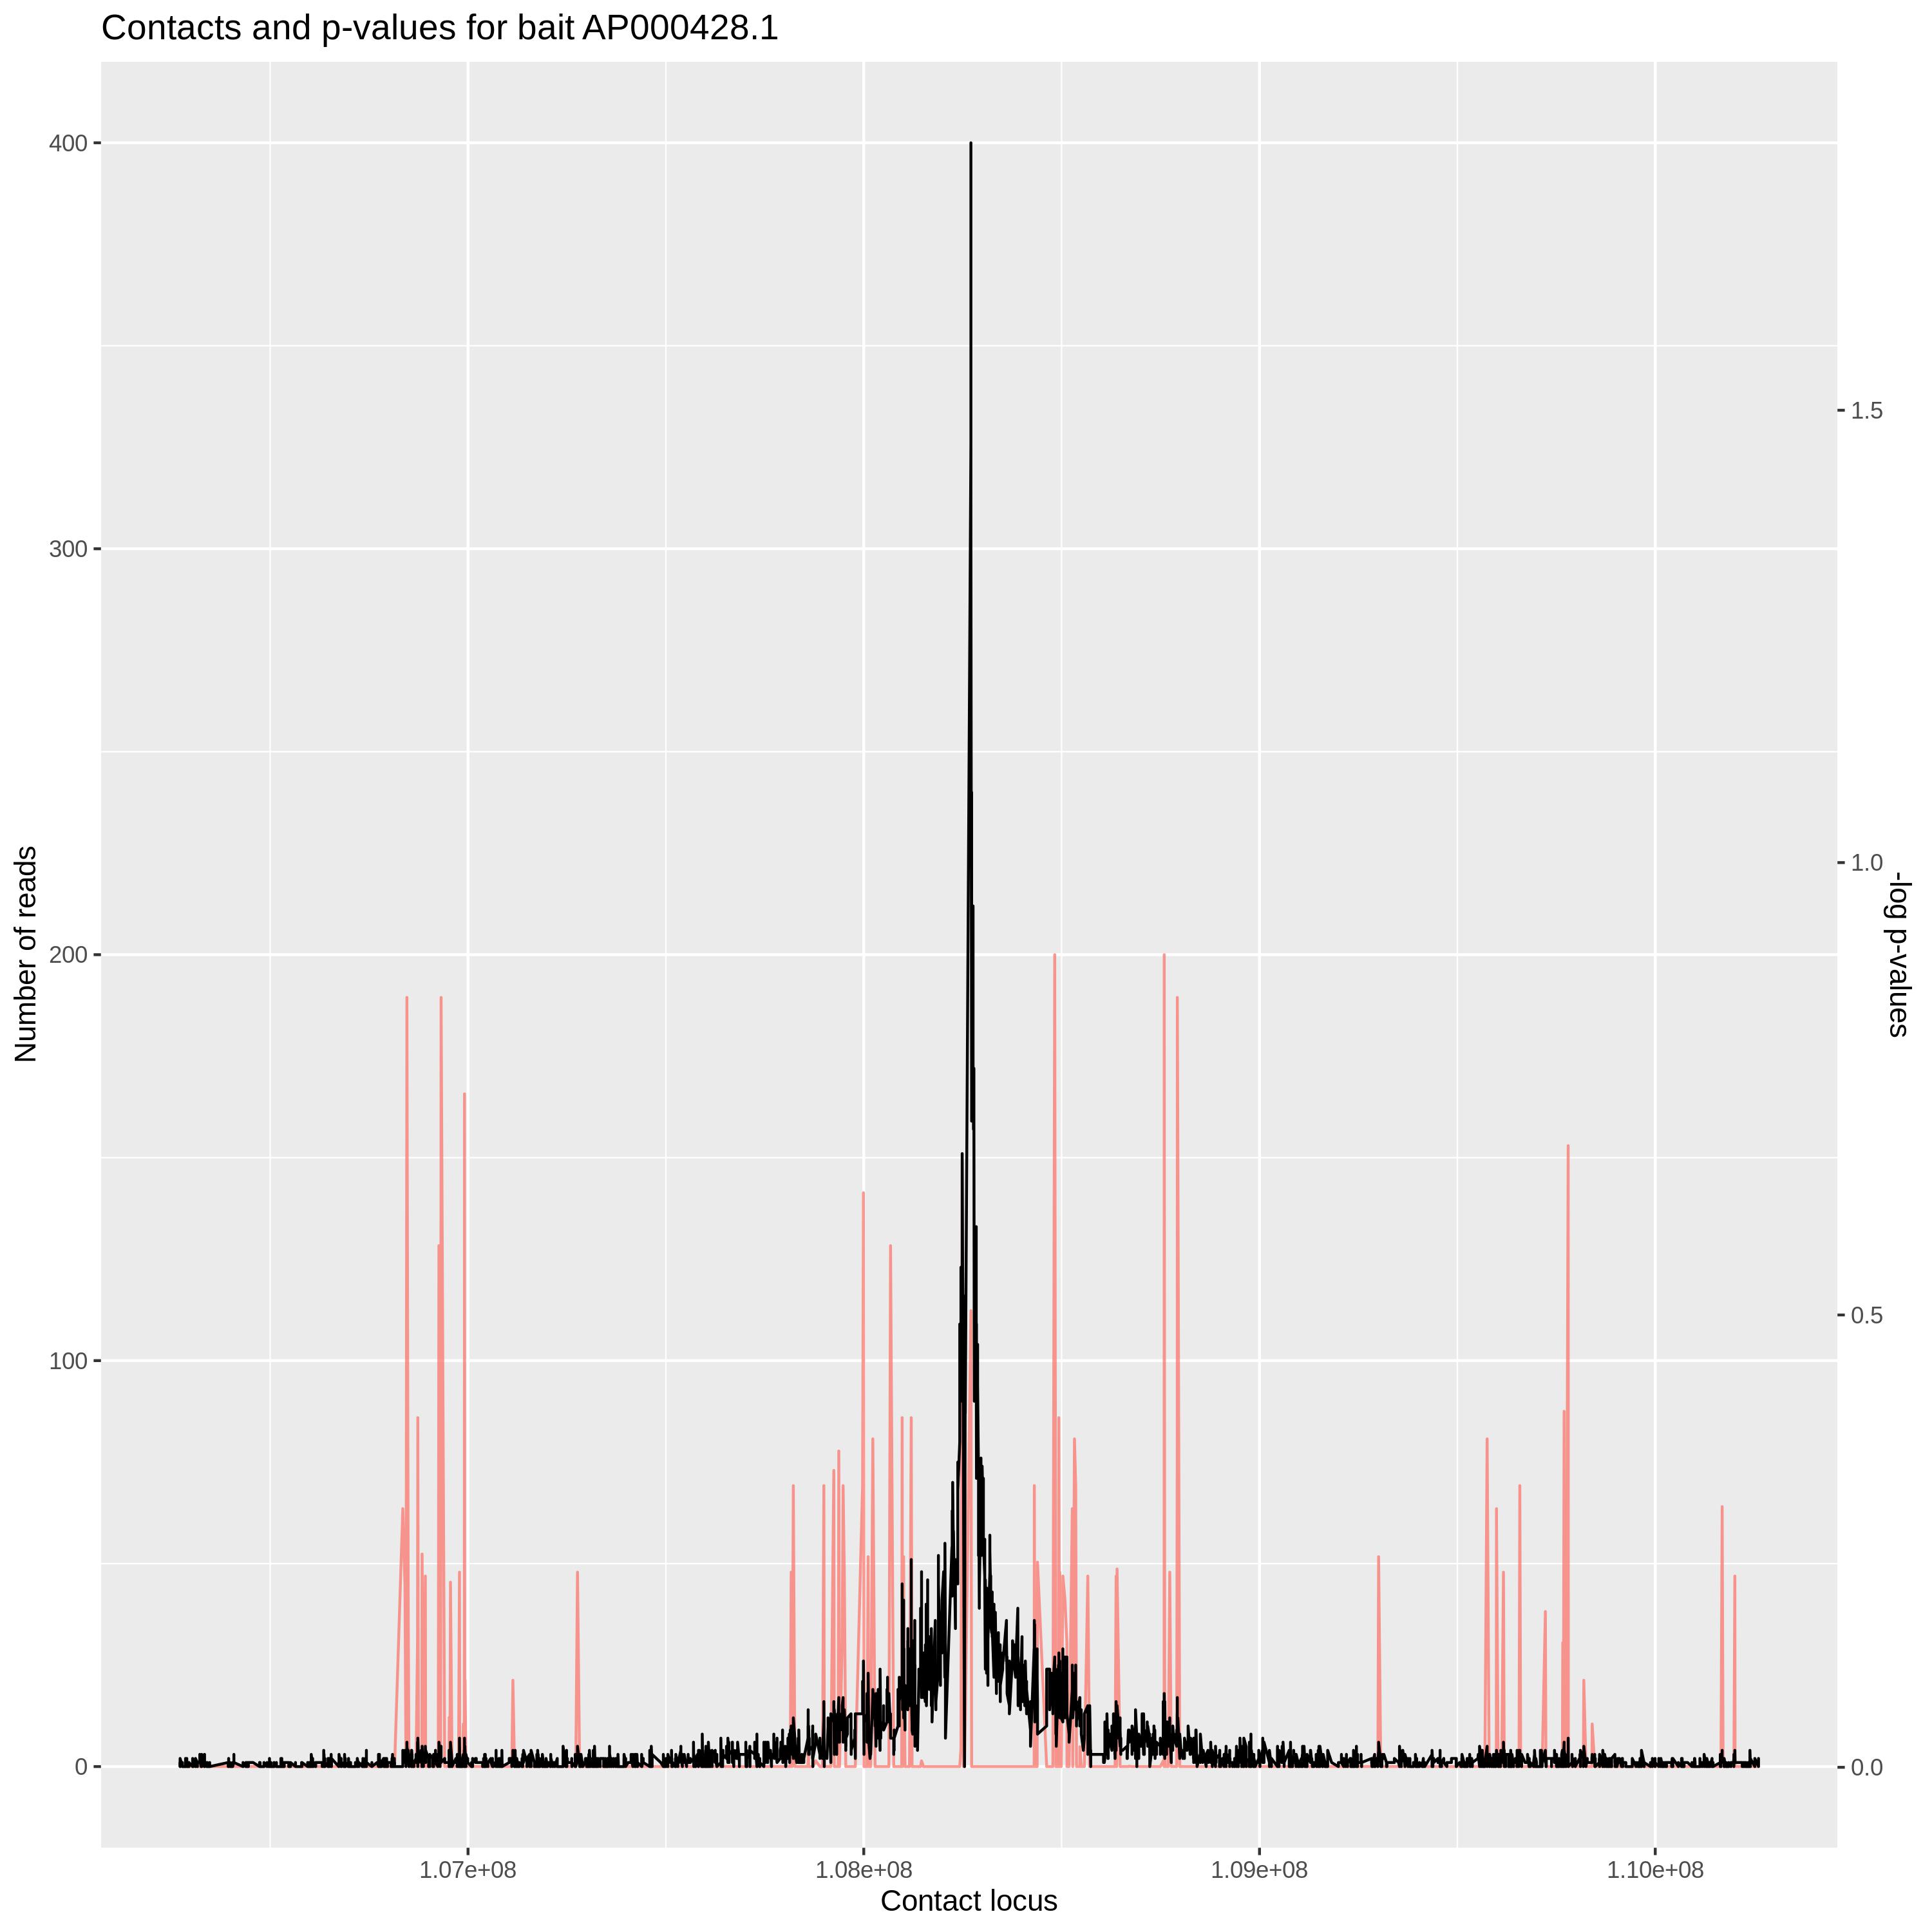 Contacts and p-values for bait AP000428.1
400
300
200
100
0
Number of reads
1.5
1.0
0.5
0.0
-log p-values
1.07e+08
1.08e+08
1.09e+08
1.10e+08
Contact locus